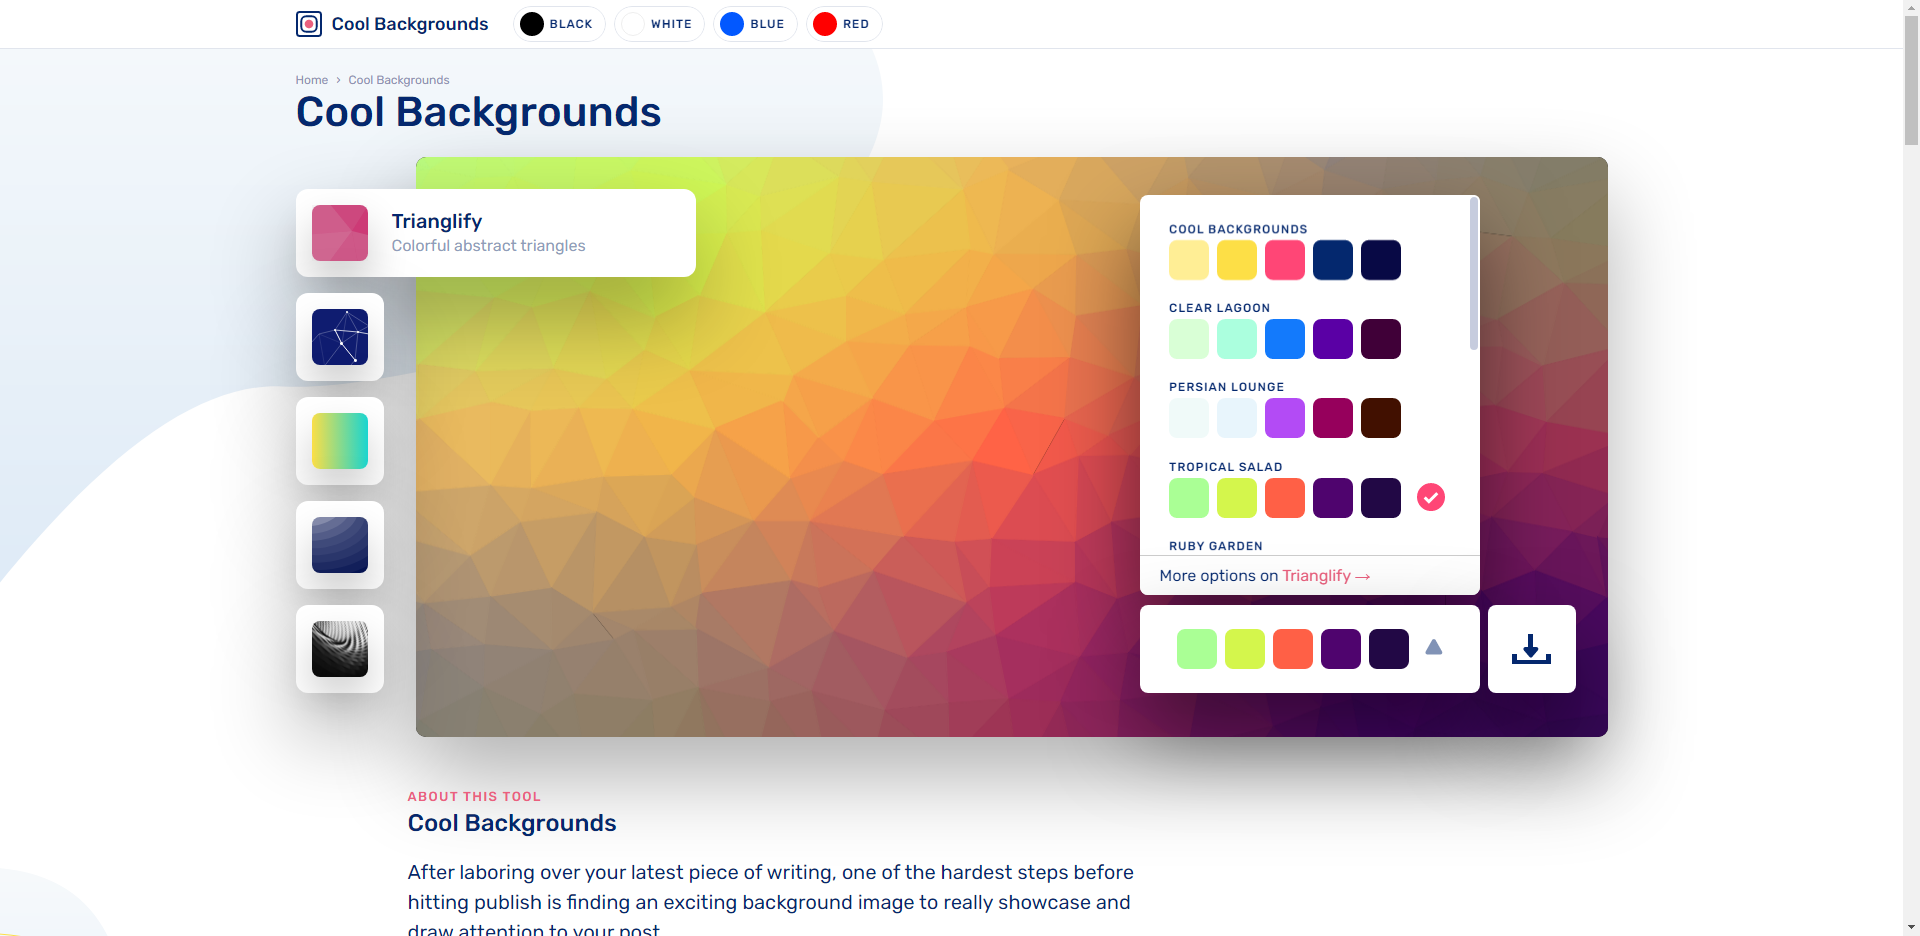 Cool Backgrounds
BLACK
WHITE
BLUE
RED
Home › Cool Backgrounds
Cool Backgrounds
Trianglify
Colorful abstract triangles
COOL BACKGROUNDS
CLEAR LAGOON
PERSIAN LOUNGE
TROPICAL SALAD
RUBY GARDEN
More options on Trianglify →
ABOUT THIS TOOL
Cool Backgrounds
After laboring over your latest piece of writing, one of the hardest steps before
hitting publish is finding an exciting background image to really showcase and
draw attention to your post.